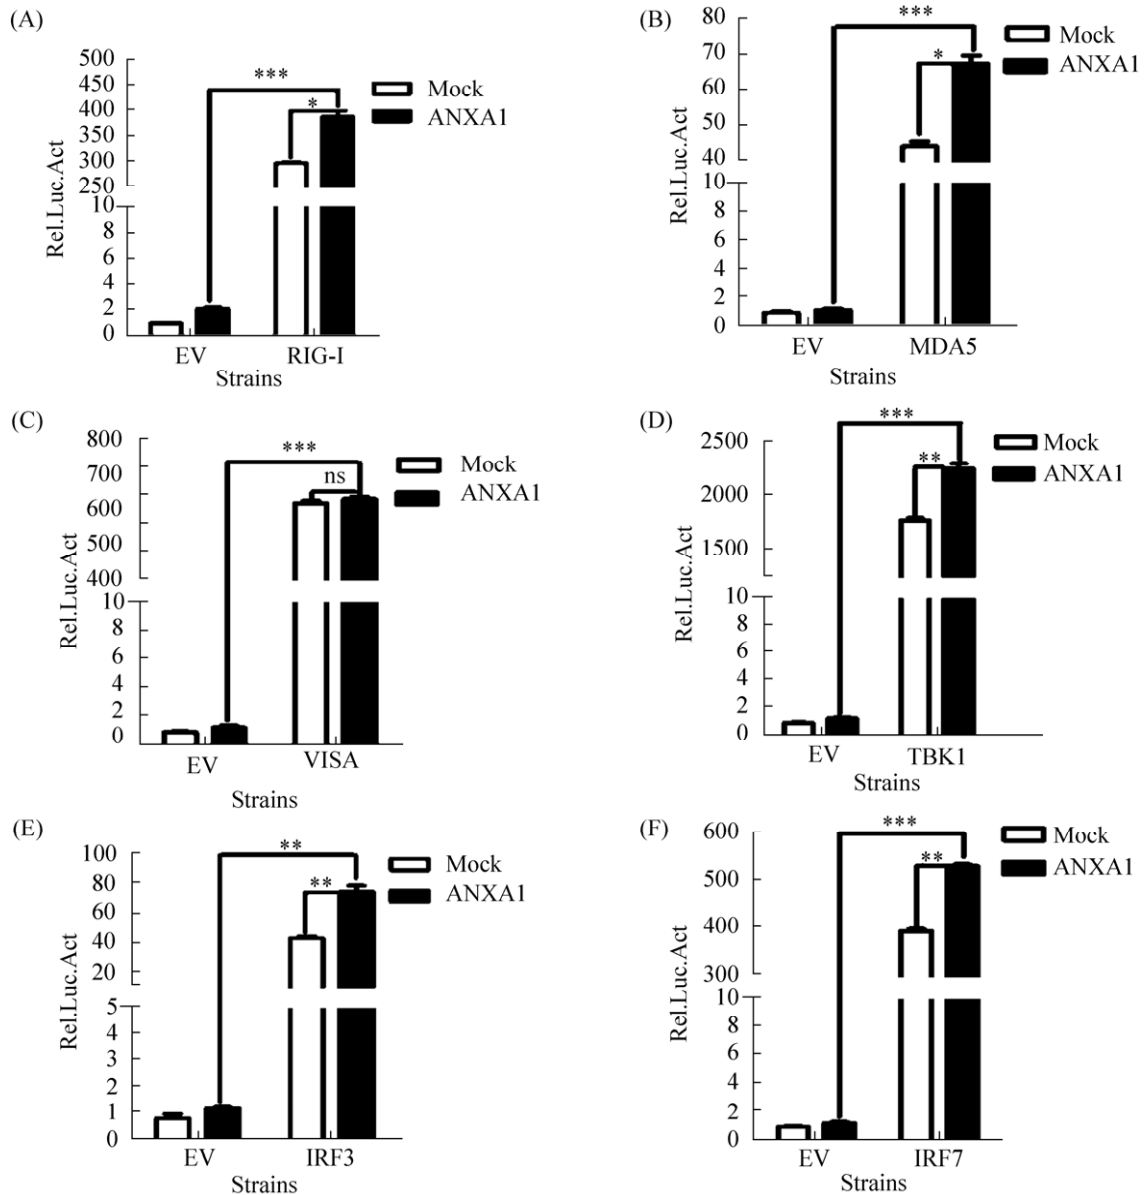 (A)
***
*
Mock
ANXA1
500
450
400
350
300
250
10
8
6
4
2
0
Rel.Luc.Act
EV
RIG-I
Strains
(B)
***
*
Mock
ANXA1
80
70
60
50
40
10
8
6
4
2
0
Rel.Luc.Act
EV
MDA5
Strains
(C)
***
ns
Mock
ANXA1
800
700
600
500
400
10
8
6
4
2
0
Rel.Luc.Act
EV
VISA
Strains
(D)
***
**
Mock
ANXA1
2500
2000
1500
10
8
6
4
2
0
Rel.Luc.Act
EV
TBK1
Strains
(E)
**
**
Mock
ANXA1
100
80
60
40
20
5
4
3
2
1
0
Rel.Luc.Act
EV
IRF3
Strains
(F)
***
**
Mock
ANXA1
600
500
400
300
10
8
6
4
2
0
Rel.Luc.Act
EV
IRF7
Strains